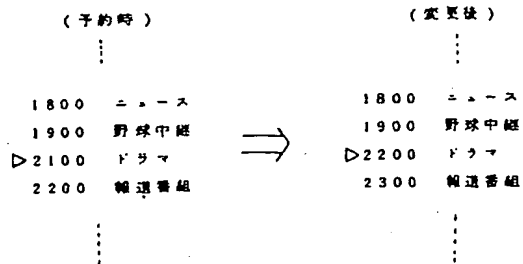 (予約時)
1800 ニュース
1900 野球中継
▷2100 ドラマ
2200 報道番組
(変更後)
1800 ニュース
1900 野球中継
▷2200 ドラマ
2300 報道番組